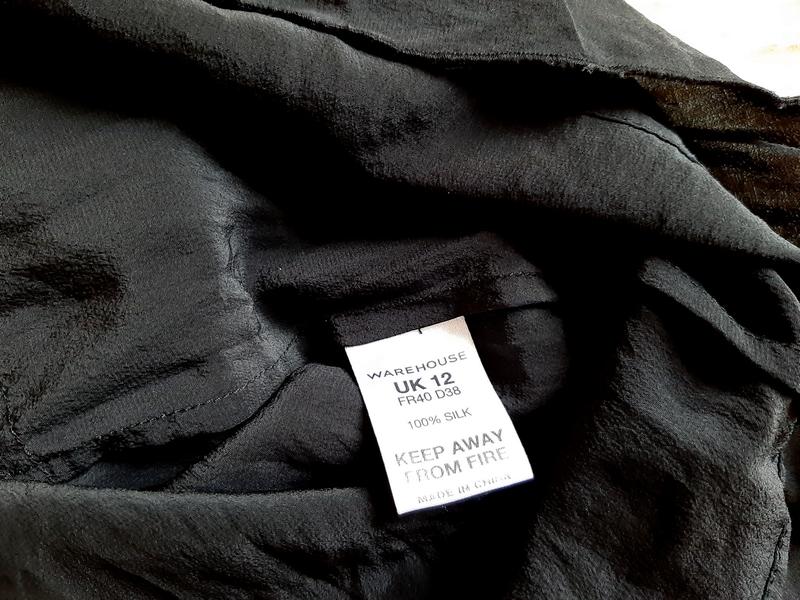 WAREHOUSE
UK 12
FR40 D38
100% SILK
KEEP AWAY
FROM FIRE
MADE IN CHINA